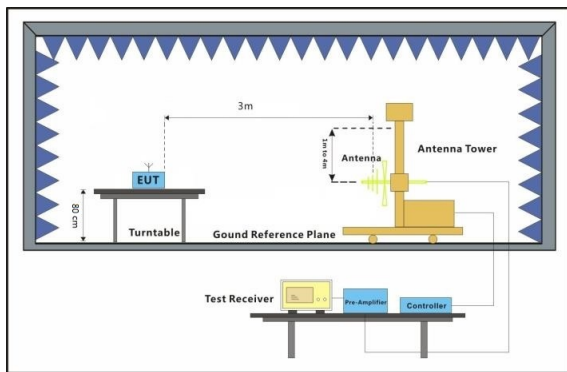 3m
1m to 4m
Antenna
Antenna Tower
EUT
80 cm
Turntable
Gound Reference Plane
Test Receiver
Pre-Amplifier
Controller